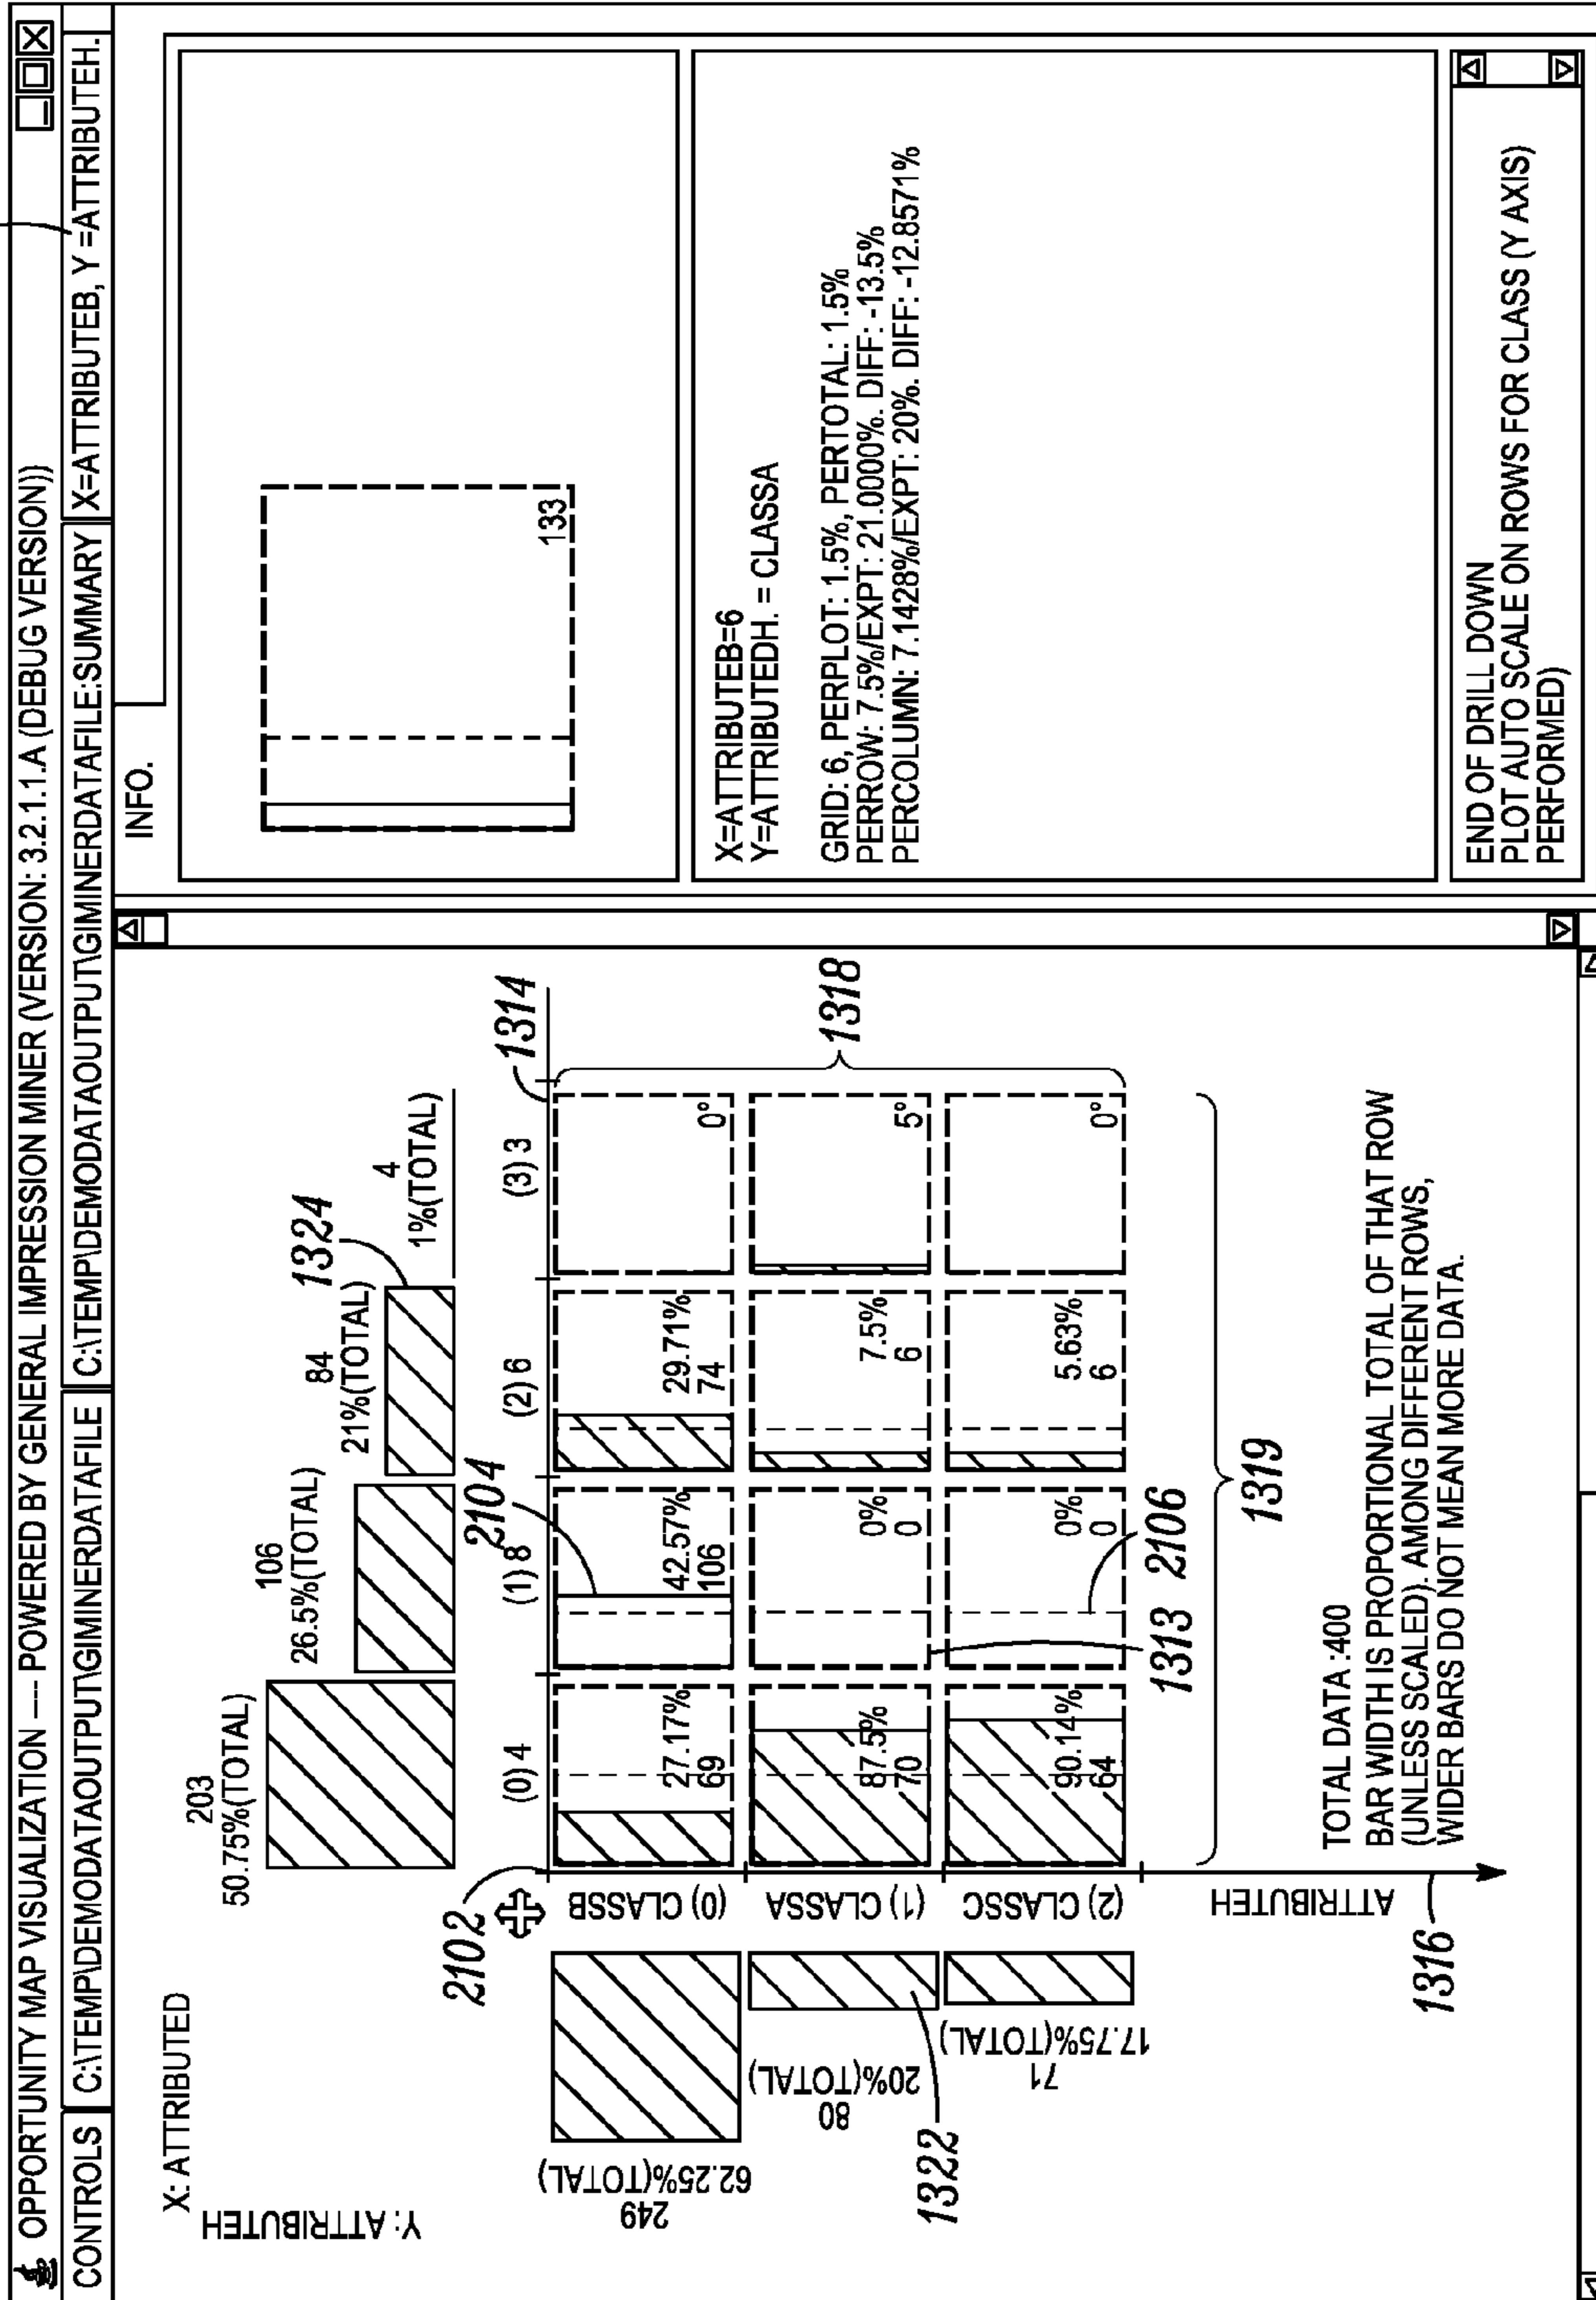 OPPORTUNITY MAP VISUALIZATION ---- POWERED BY GENERAL IMPRESSION MINER (VERSION: 3.2.1.1.A (DEBUG VERSION))
CONTROLS C:\TEMP\DEMODATAOUTPUT\GIMINERDATAFILE C:\TEMP\DEMODATAOUTPUT\GIMINERDATAFILE:SUMMARY X=ATTRIBUTEB, Y =ATTRIBUTEH.
X: ATTRIBUTED
Y: ATTRIBUTEH
203
50.75%(TOTAL)
106
26.5%(TOTAL)
84
21%(TOTAL)
1324
4
1%(TOTAL)
2102
2104
1314
(0) 4
(1) 8
(2) 6
(3) 3
62.25%(TOTAL)
249
(0) CLASSB
27.17%
69
42.57%
106
29.71%
74
0°
20%(TOTAL)
80
1322
(1) CLASSA
87.5%
70
0%
0
7.5%
6
5°
1318
17.75%(TOTAL)
71
(2) CLASSC
90.14%
64
0%
0
5.63%
6
0°
1313
2106
1319
ATTRIBUTEH
1316
TOTAL DATA :400
BAR WIDTH IS PROPORTIONAL TOTAL OF THAT ROW
(UNLESS SCALED). AMONG DIFFERENT ROWS,
WIDER BARS DO NOT MEAN MORE DATA.
INFO.
133
X=ATTRIBUTEB=6
Y=ATTRIBUTEDH. = CLASSA
GRID: 6, PERPLOT: 1.5%, PERTOTAL: 1.5%
PERROW: 7.5%/EXPT: 21.0000%. DIFF: -13.5%
PERCOLUMN: 7.1428%/EXPT: 20%. DIFF: -12.8571%
END OF DRILL DOWN
PLOT AUTO SCALE ON ROWS FOR CLASS (Y AXIS)
PERFORMED)